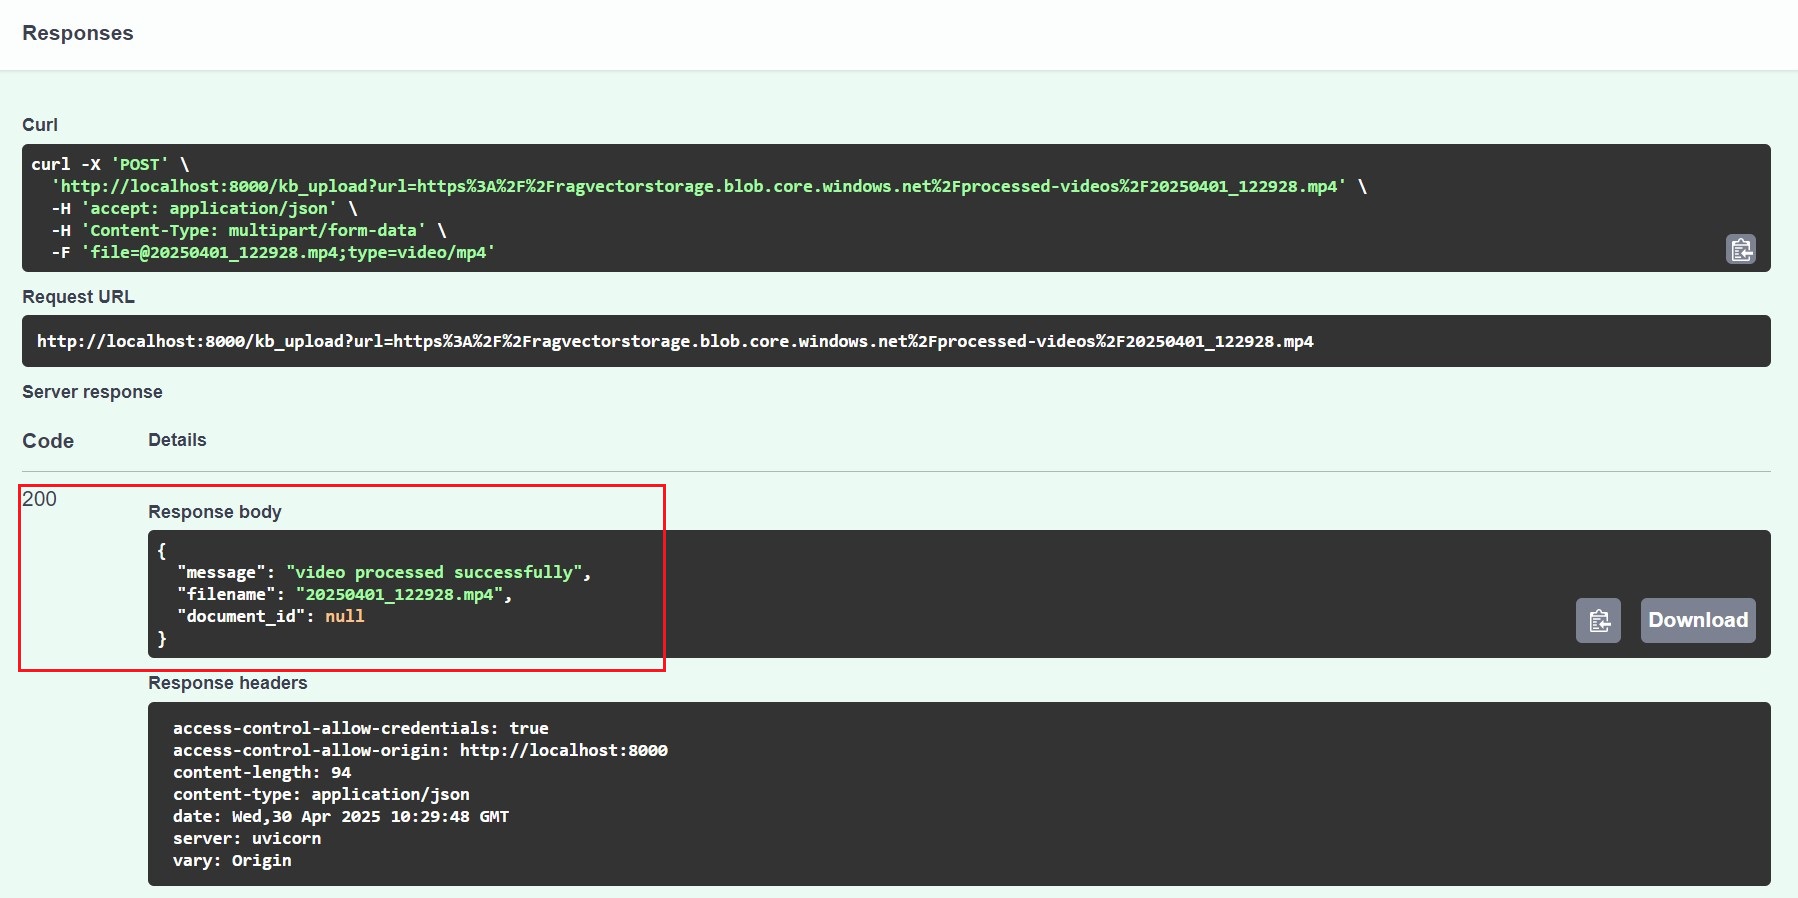 Responses
Curl
curl -X 'POST' \
'http://localhost:8000/kb_upload?url=https%3A%2F%2Fragvectorstorage.blob.core.windows.net%2Fprocessed-videos%2F20250401_122928.mp4' \
-H 'accept: application/json' \
-H 'Content-Type: multipart/form-data' \
-F 'file=@20250401_122928.mp4;type=video/mp4'
Request URL
http://localhost:8000/kb_upload?url=https%3A%2F%2Fragvectorstorage.blob.core.windows.net%2Fprocessed-videos%2F20250401_122928.mp4
Server response
Code Details
200
Response body
{
"message": "video processed successfully",
"filename": "20250401_122928.mp4",
"document_id": null
}
Download
Response headers
access-control-allow-credentials: true
access-control-allow-origin: http://localhost:8000
content-length: 94
content-type: application/json
date: Wed,30 Apr 2025 10:29:48 GMT
server: uvicorn
vary: Origin